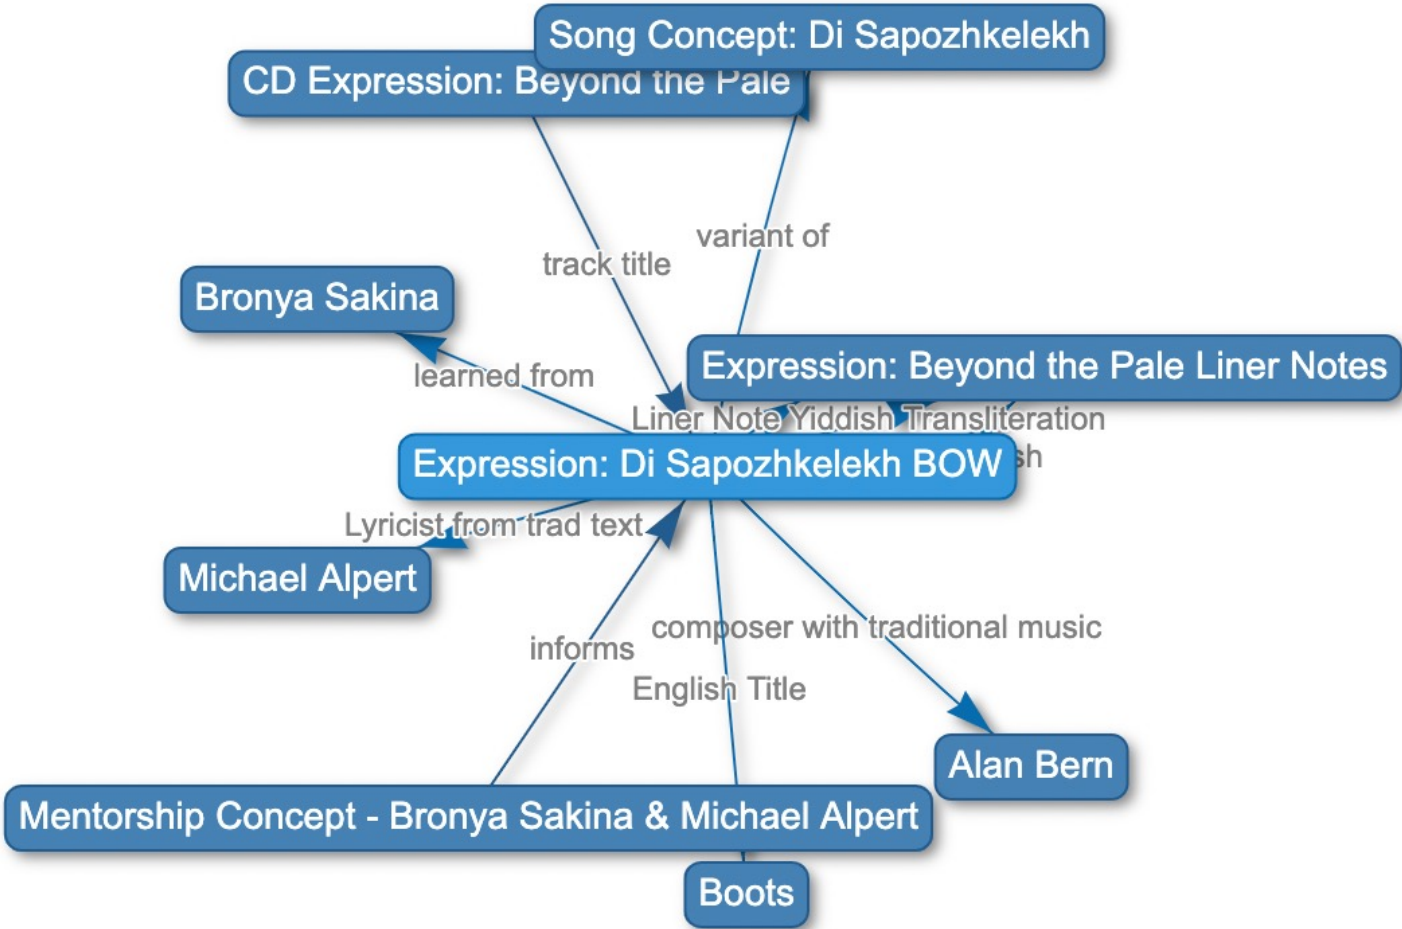 Song Concept: Di Sapozhkelekh
CD Expression: Beyond the Pale
variant of
track title
Bronya Sakina
Expression: Beyond the Pale Liner Notes
learned from
Liner Note Yiddish Transliteration
sh
Expression: Di Sapozhkelekh BOW
Lyricist from trad text
Michael Alpert
composer with traditional music
informs
English Title
Alan Bern
Mentorship Concept - Bronya Sakina & Michael Alpert
Boots